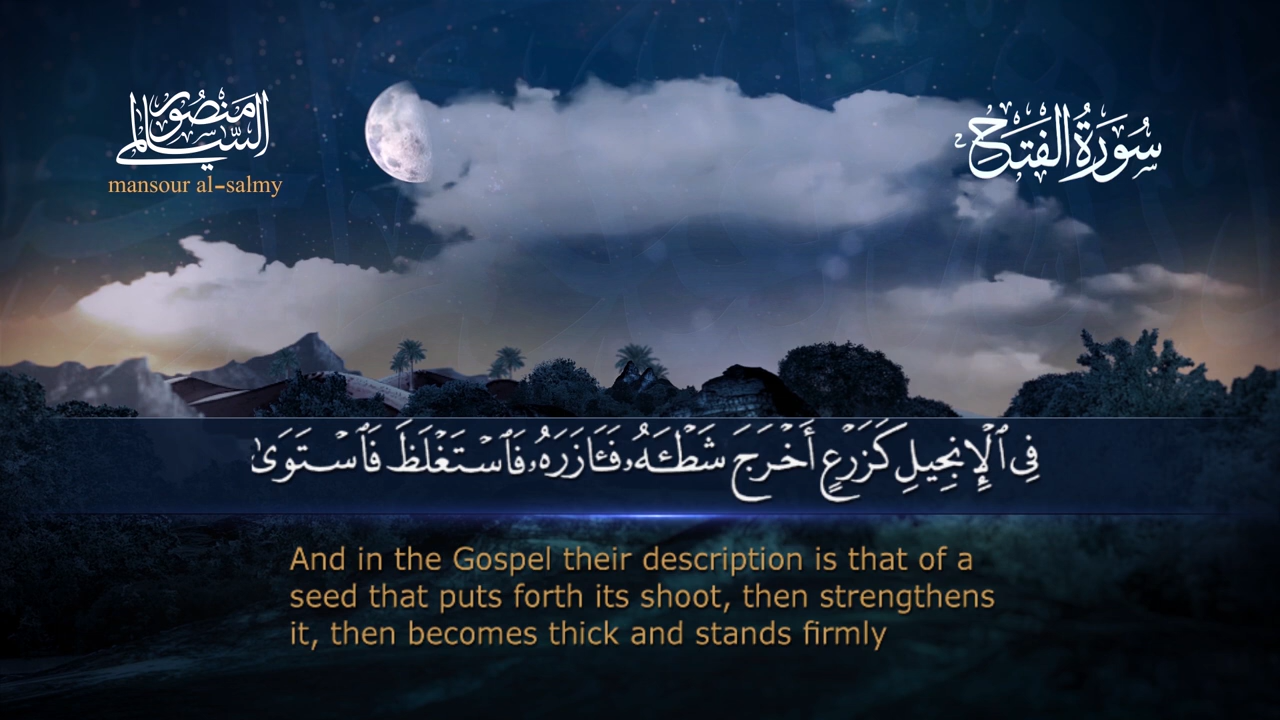 منصور السالمي
mansour al-salmy
سُورَةُ الفَتۡحِ
فِي ٱلۡإِنجِيلِ كَزَرۡعٍ أَخۡرَجَ شَطۡـَٔهُۥ فَـَٔازَرَهُۥ فَٱسۡتَغۡلَظَ فَٱسۡتَوَىٰ
And in the Gospel their description is that of a
seed that puts forth its shoot, then strengthens
it, then becomes thick and stands firmly